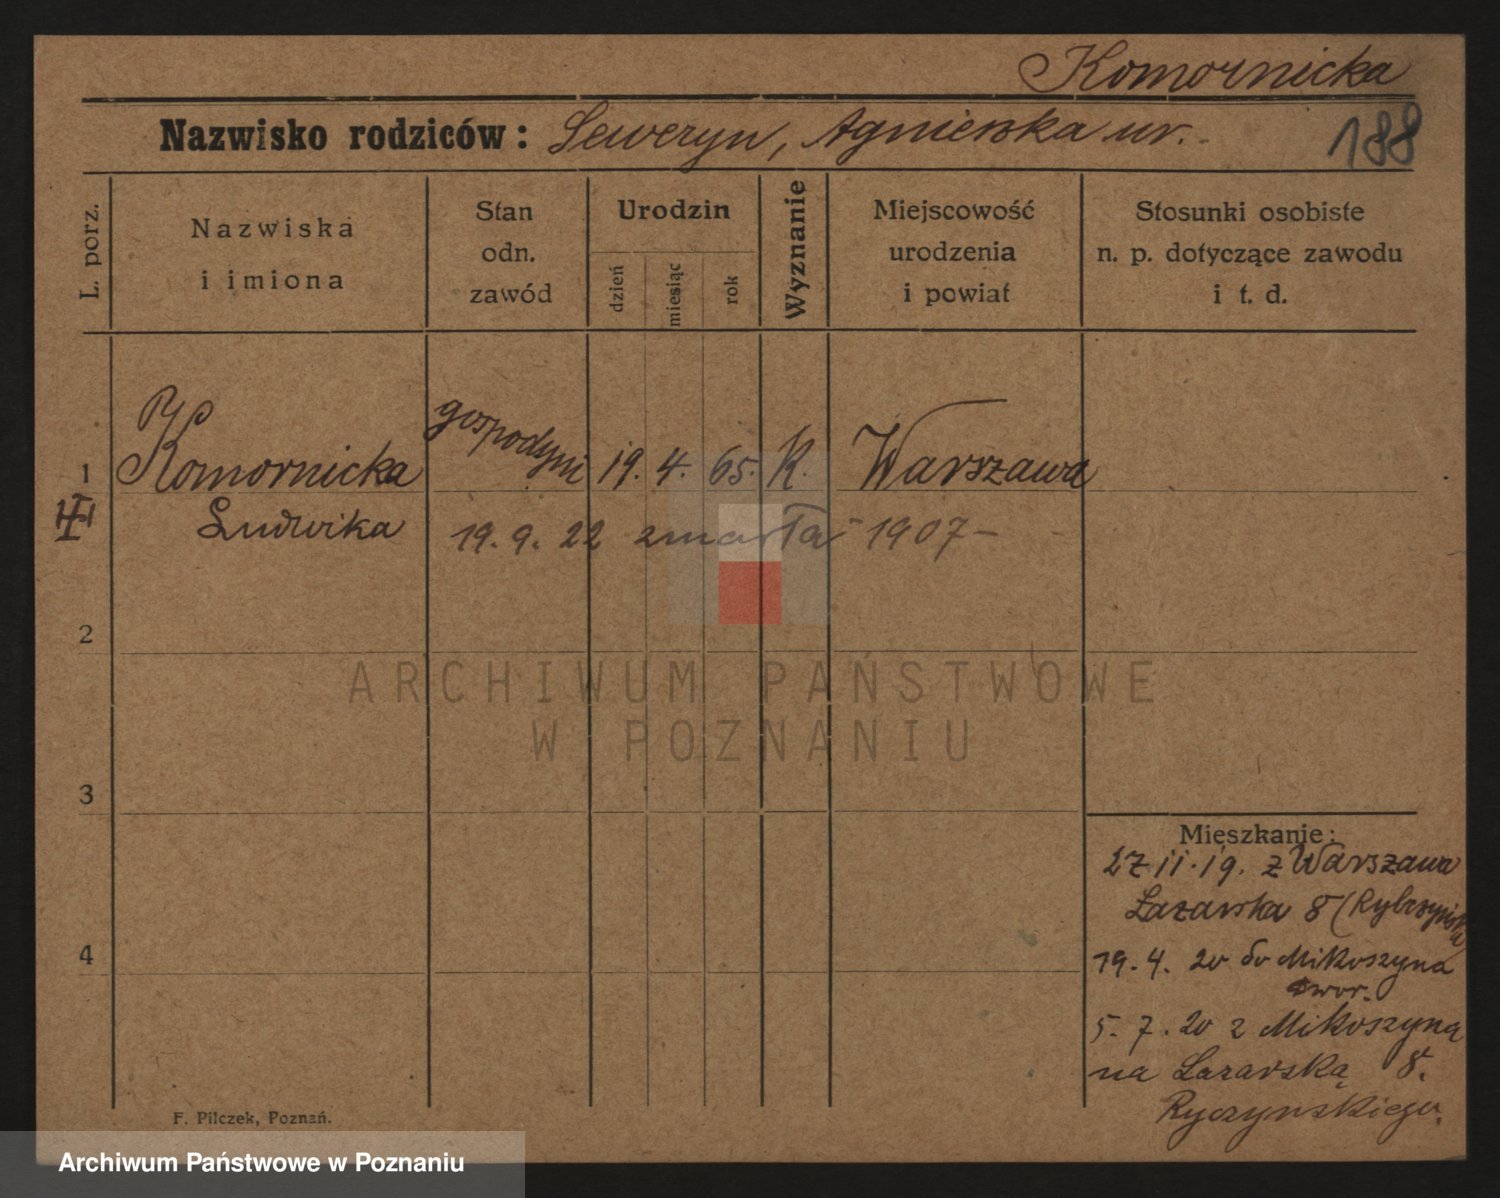 Komornicka
Nazwisko rodziców: Seweryn, Agnieszka ur.
188
L. porz.
Nazwiska
i imiona
Stan
odn.
zawód
Urodzin
dzień
miesiąc
rok
Wyznanie
Miejscowość
urodzenia
i powiat
Stosunki osobiste
n. p. dotyczące zawodu
i t. d.
1 Komornicka gospodyni 19. 4. 65. K. Warszawa
Ludwika 19. 9. 22 zmarła 1907 -
2
ARCHIWUM PAŃSTWOWE
W POZNANIU
3
Mieszkanie:
27 11. 19. z Warszawa
Łazarska 8
4
19. 4. 20 do Mikoszyna
dwor.
5. 7. 20 z Mikoszyna
na Łazarską 8.
Ryczynskiego.
F. Pilczek, Poznań.
Archiwum Państwowe w Poznaniu